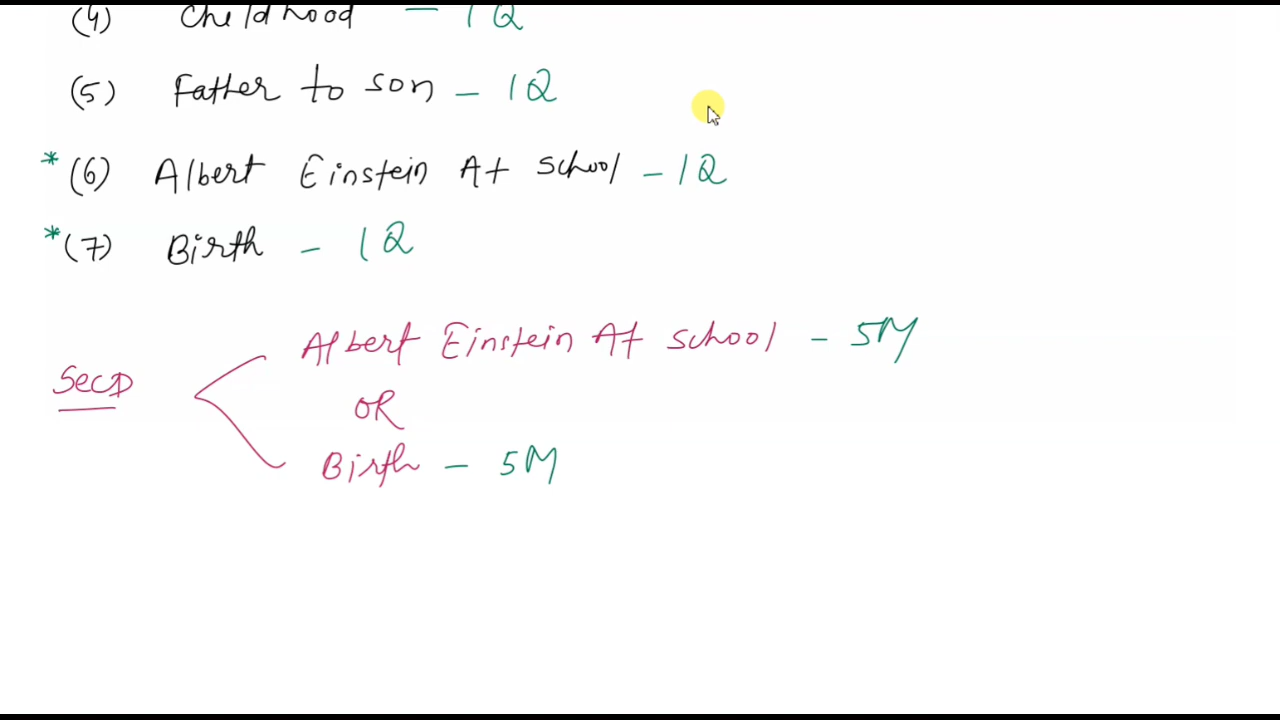 (4) Childhood - 1Q
(5) Father to son - 1Q
* (6) Albert Einstein At school - 1Q
* (7) Birth - 1Q
Albert Einstein At school - 5M
Sec D
OR
Birth - 5M